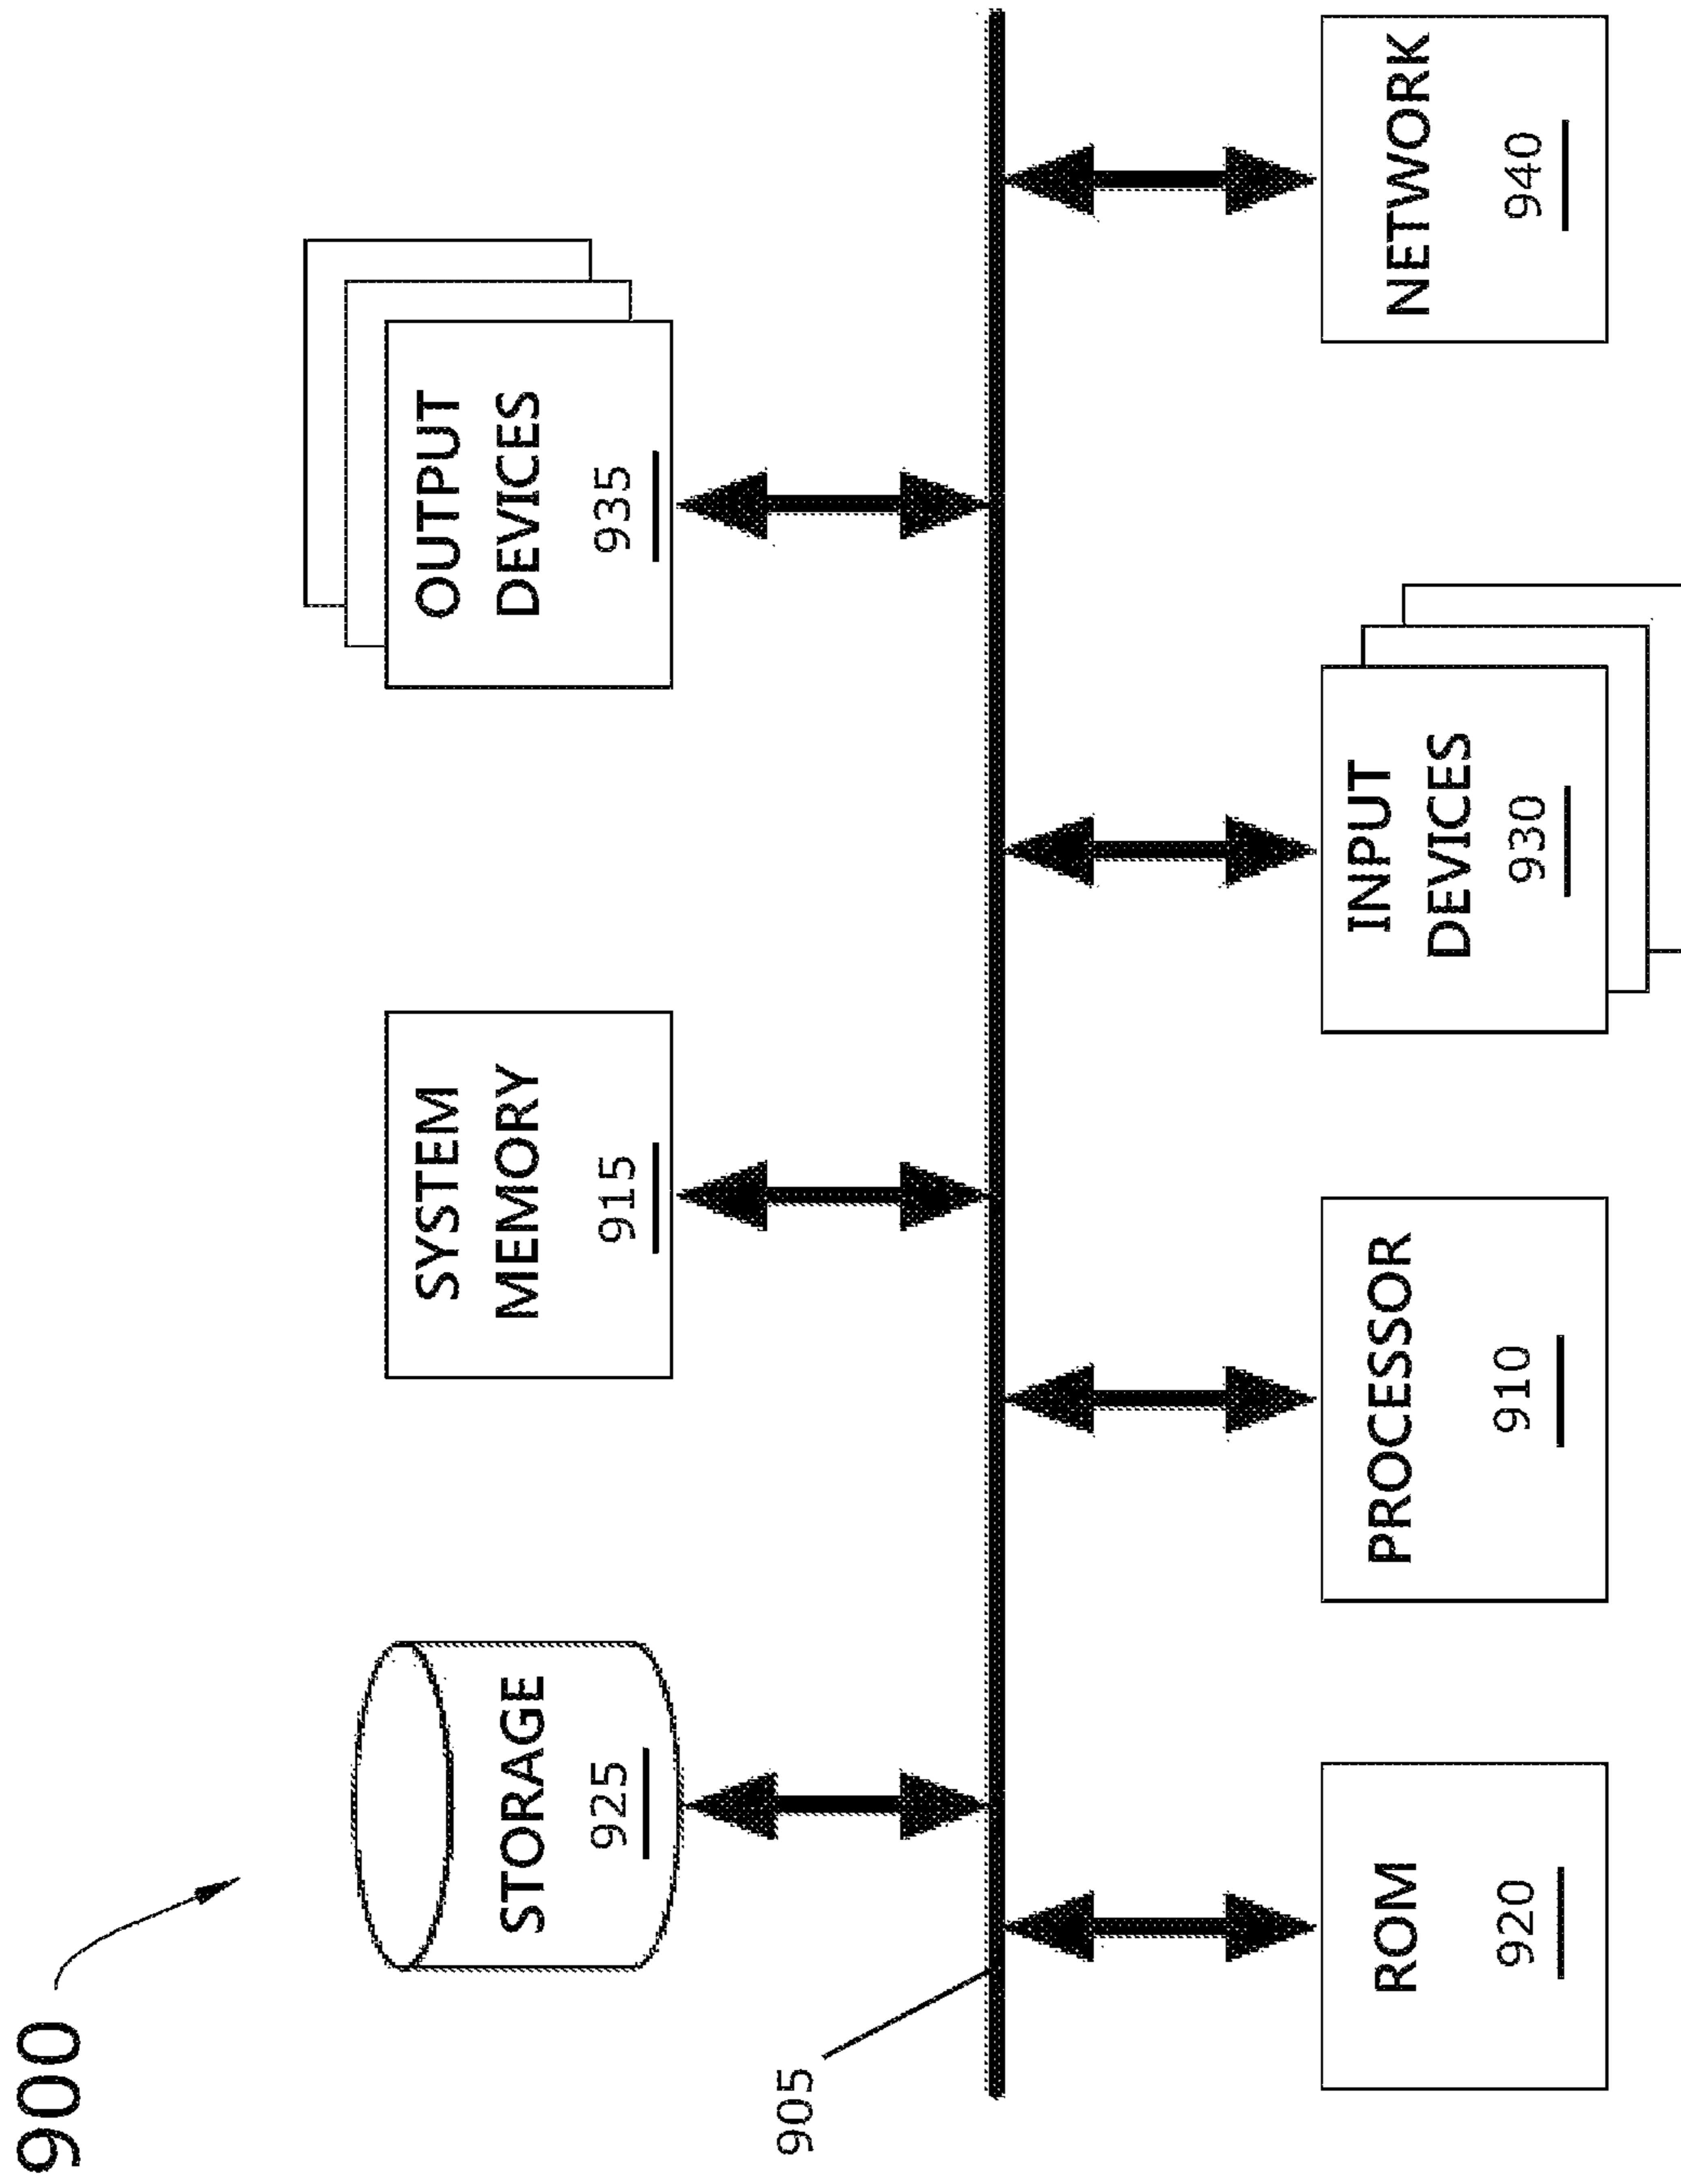 900
STORAGE
925
SYSTEM
MEMORY
915
OUTPUT
DEVICES
935
905
ROM
920
PROCESSOR
910
INPUT
DEVICES
930
NETWORK
940